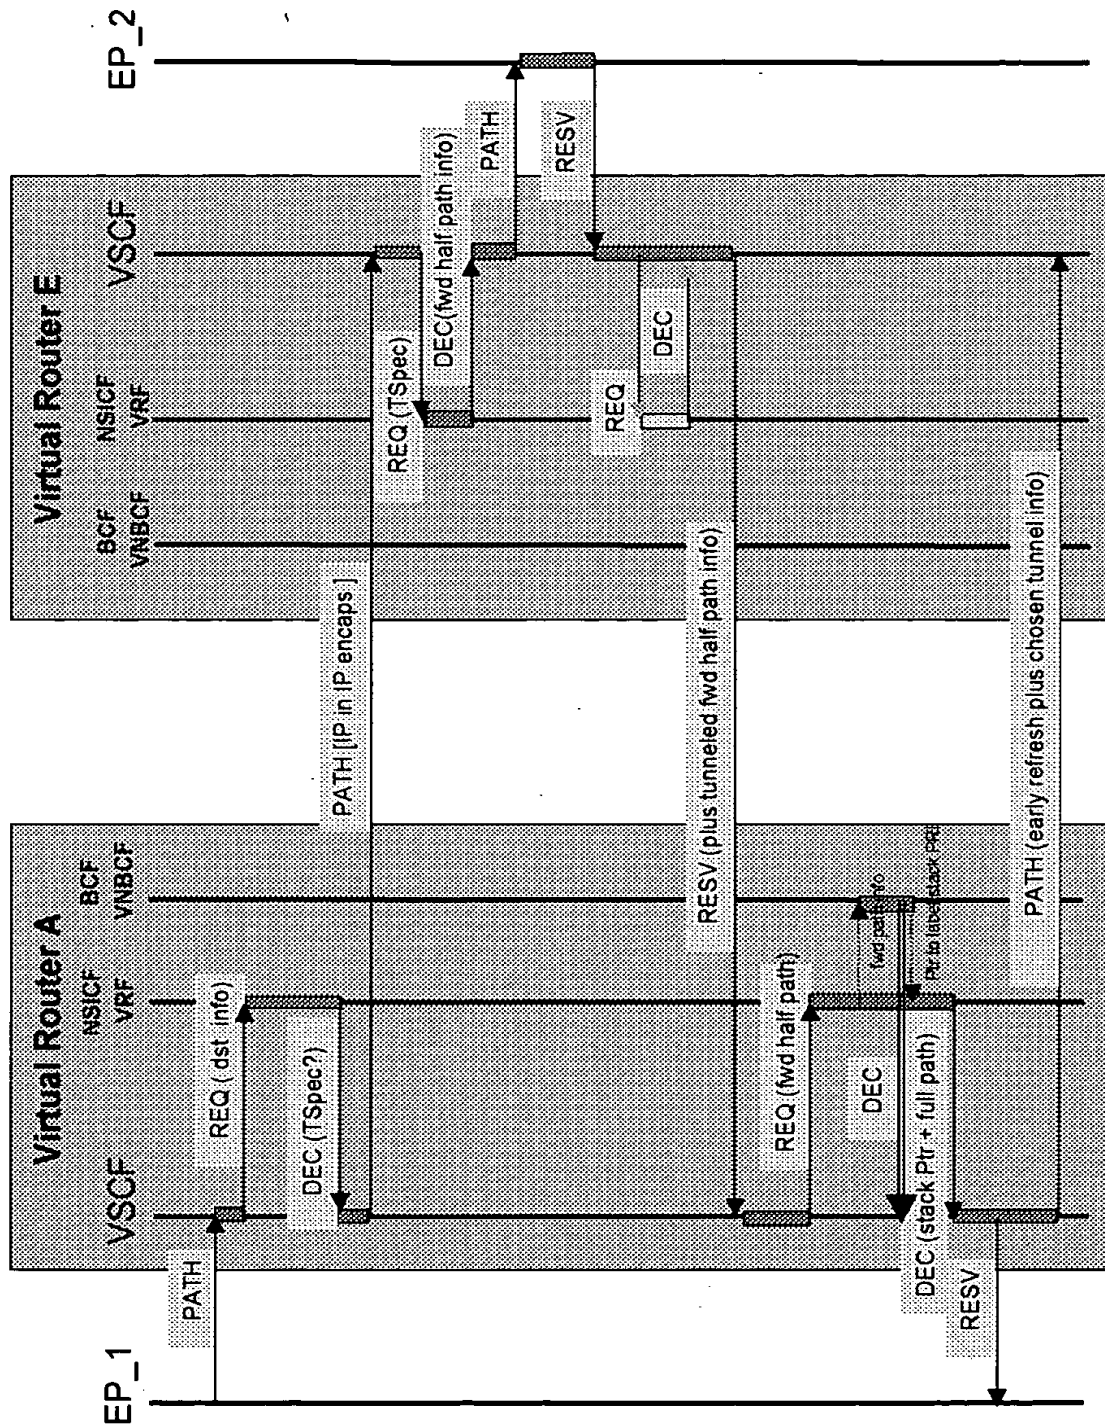 EP_1
Virtual Router A
VSCF
NSICF
VRF
BCF
VNBCF
Virtual Router E
BCF
VNBCF
NSICF
VRF
VSCF
EP_2
PATH
REQ ( dst info)
DEC (TSpec?)
PATH [IP in IP encaps ]
REQ (TSpec)
DEC(fwd half path info)
PATH
RESV
REQ
DEC
RESV (plus tunneled fwd half path info)
REQ (fwd half path)
fwd path info
DEC
Ptr to label stack PRI
DEC (stack Ptr + full path)
RESV
PATH (early refresh plus chosen tunnel info)